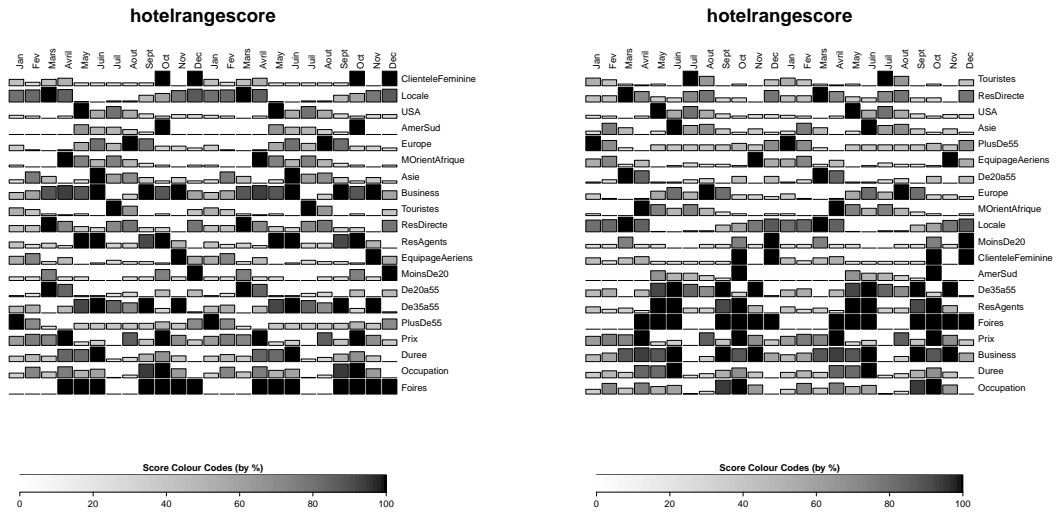 hotelrangescore
Jan Fev Mars Avril May Juin Juil Aout Sept Oct Nov Dec Jan Fev Mars Avril May Juin Juil Aout Sept Oct Nov Dec
ClienteleFeminine
Locale
USA
AmerSud
Europe
MOrientAfrique
Asie
Business
Touristes
ResDirecte
ResAgents
EquipageAeriens
MoinsDe20
De20a55
De35a55
PlusDe55
Prix
Duree
Occupation
Foires
Score Colour Codes (by %)
0 20 40 60 80 100
hotelrangescore
Jan Fev Mars Avril May Juin Juil Aout Sept Oct Nov Dec Jan Fev Mars Avril May Juin Juil Aout Sept Oct Nov Dec
Touristes
ResDirecte
USA
Asie
PlusDe55
EquipageAeriens
De20a55
Europe
MOrientAfrique
Locale
MoinsDe20
ClienteleFeminine
AmerSud
De35a55
ResAgents
Foires
Prix
Business
Duree
Occupation
Score Colour Codes (by %)
0 20 40 60 80 100